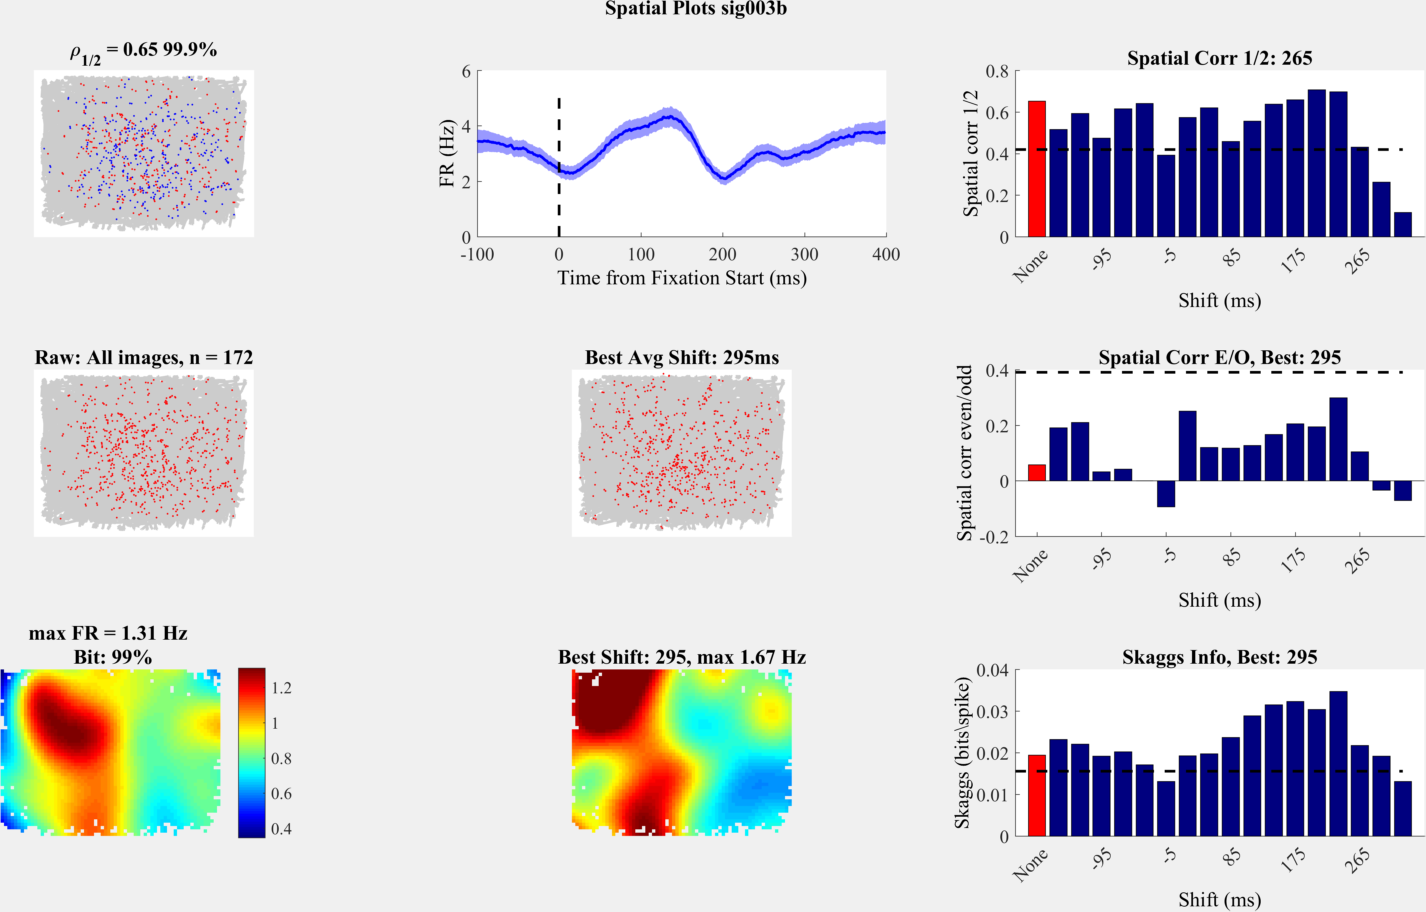 Spatial Plots sig003b
ρ1/2 = 0.65 99.9%
6
4
2
0
FR (Hz)
-100 0 100 200 300 400
Time from Fixation Start (ms)
Spatial Corr 1/2: 265
0.8
0.6
0.4
0.2
0
Spatial corr 1/2
None -95 -5 85 175 265
Shift (ms)
Raw: All images, n = 172
Best Avg Shift: 295ms
Spatial Corr E/O, Best: 295
0.4
0.2
0
-0.2
Spatial corr even/odd
None -95 -5 85 175 265
Shift (ms)
max FR = 1.31 Hz
Bit: 99%
1.2
1
0.8
0.6
0.4
Best Shift: 295, max 1.67 Hz
Skaggs Info, Best: 295
0.04
0.03
0.02
0.01
0
Skaggs (bits\spike)
None -95 -5 85 175 265
Shift (ms)